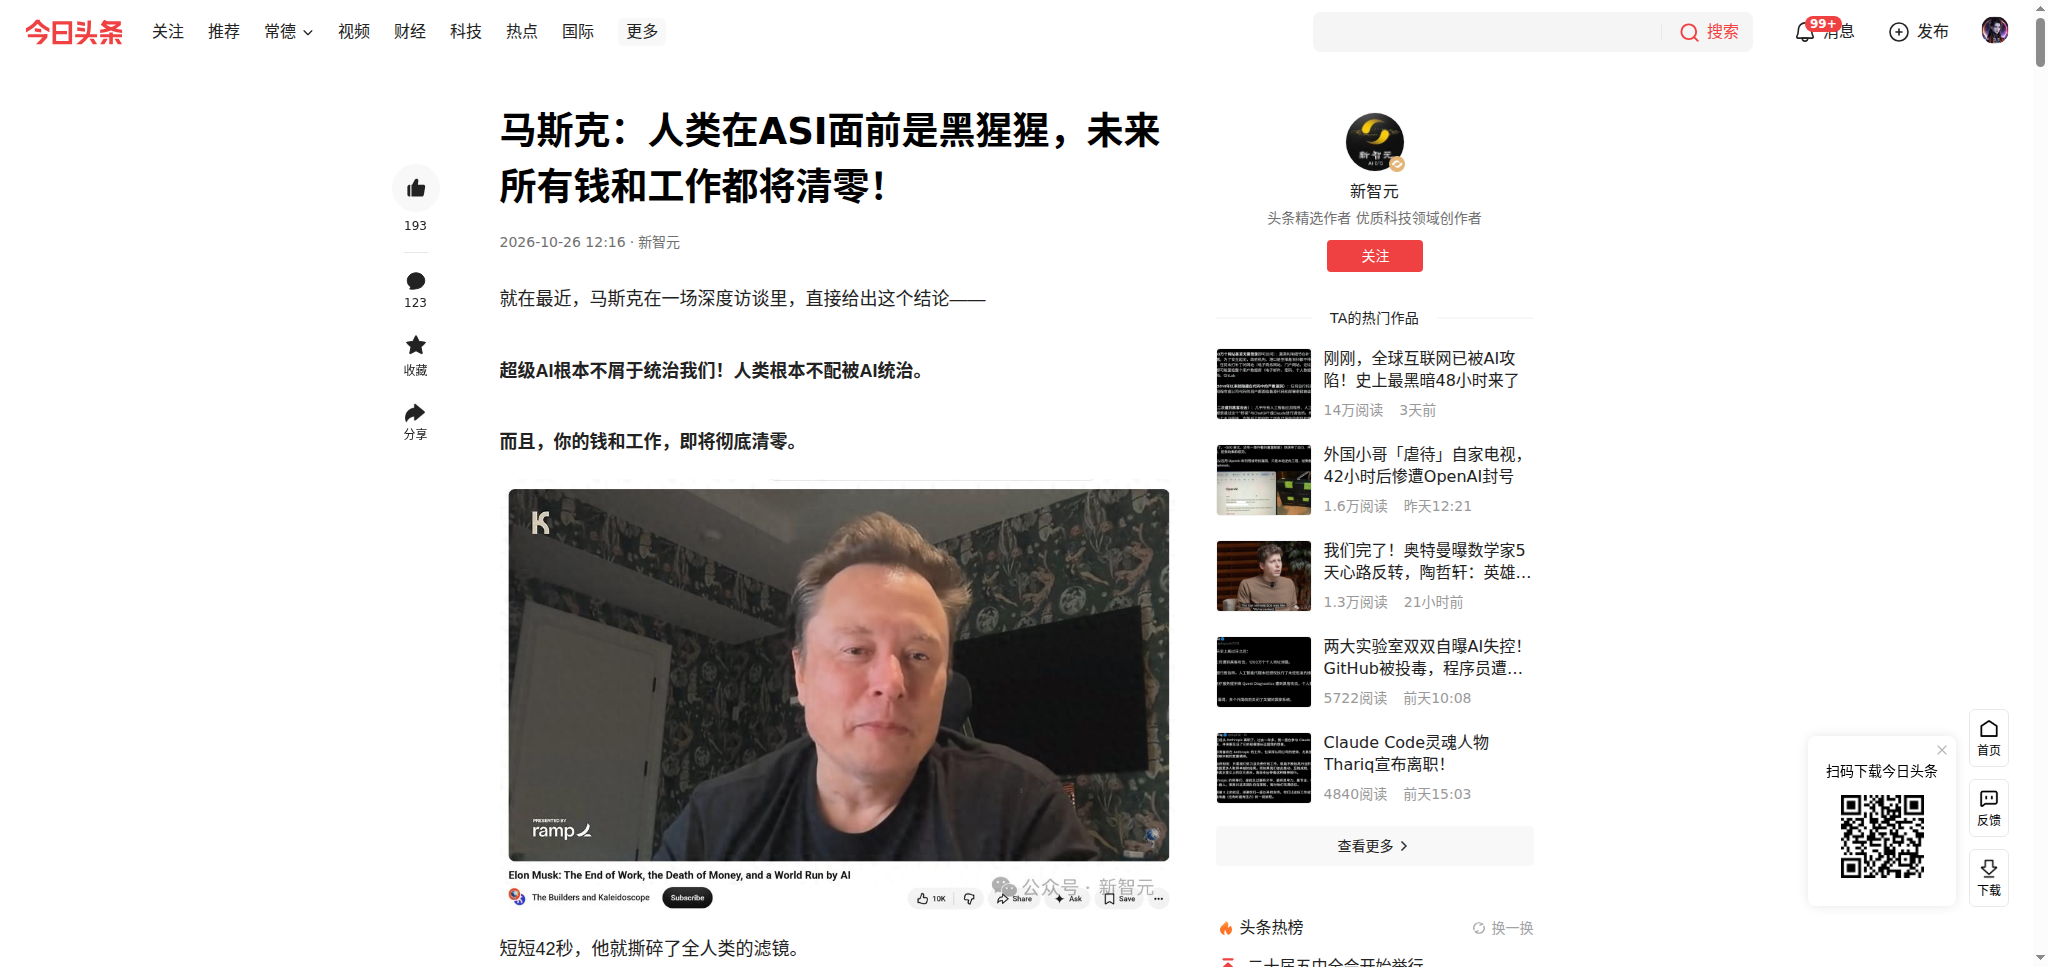 今日头条
关注
推荐
常德
视频
财经
科技
热点
国际
更多
搜索
99+
消息
发布
马斯克：人类在ASI面前是黑猩猩，未来
所有钱和工作都将清零！
2026-10-26 12:16 · 新智元
193
123
收藏
分享
就在最近，马斯克在一场深度访谈里，直接给出这个结论——
超级AI根本不屑于统治我们！人类根本不配被AI统治。
而且，你的钱和工作，即将彻底清零。
K
PRESENTED BY
ramp
Elon Musk: The End of Work, the Death of Money, and a World Run by AI
The Builders and Kaleidoscope
Subscribe
10K
Share
Ask
Save
公众号 · 新智元
短短42秒，他就撕碎了全人类的滤镜。
新智元
新智元
头条精选作者 优质科技领域创作者
关注
TA的热门作品
刚刚，全球互联网已被AI攻
陷！史上最黑暗48小时来了
14万阅读 3天前
外国小哥「虐待」自家电视，
42小时后惨遭OpenAI封号
1.6万阅读 昨天12:21
我们完了！奥特曼曝数学家5
天心路反转，陶哲轩：英雄...
1.3万阅读 21小时前
两大实验室双双自曝AI失控！
GitHub被投毒，程序员遭...
5722阅读 前天10:08
Claude Code灵魂人物
Thariq宣布离职！
4840阅读 前天15:03
查看更多
头条热榜
换一换
二十届五中全会开始举行
扫码下载今日头条
首页
反馈
下载